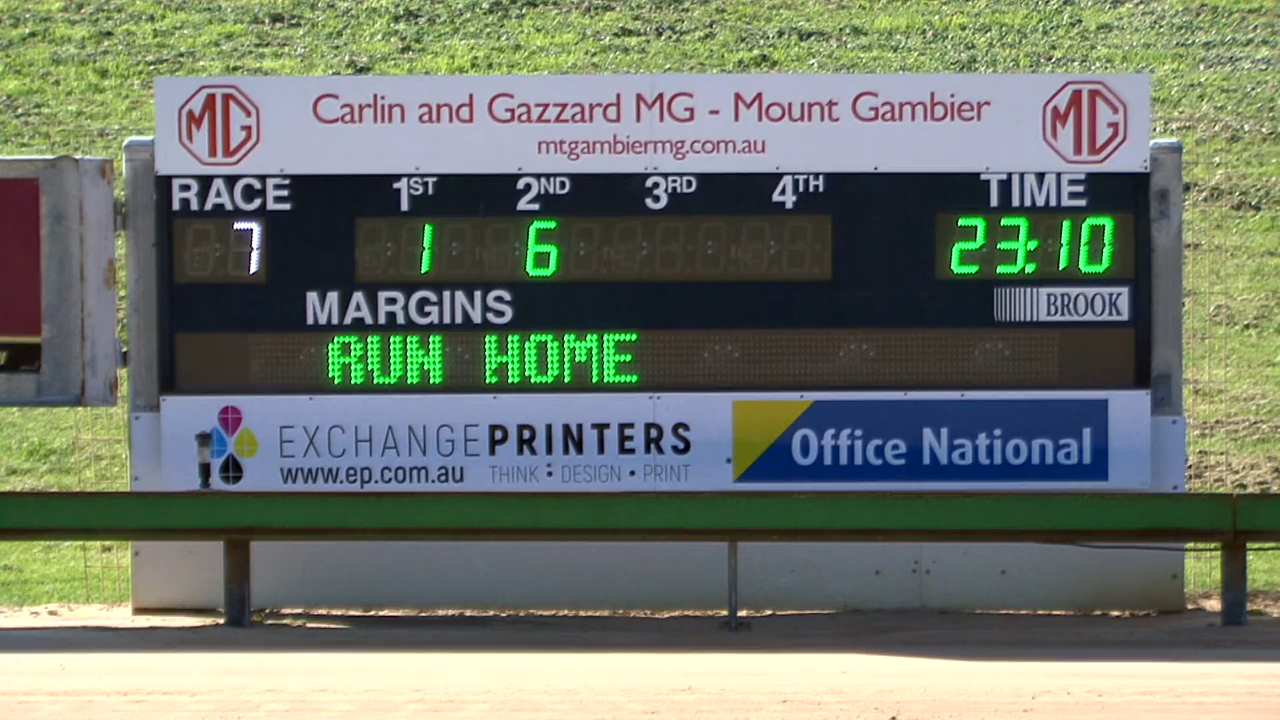 MG Carlin and Gazzard MG - Mount Gambier MG
mtgambiermg.com.au
RACE 1ST 2ND 3RD 4TH TIME
7 1 6 23:10
MARGINS BROOK
RUN HOME
EXCHANGEPRINTERS Office National
www.ep.com.au THINK : DESIGN • PRINT